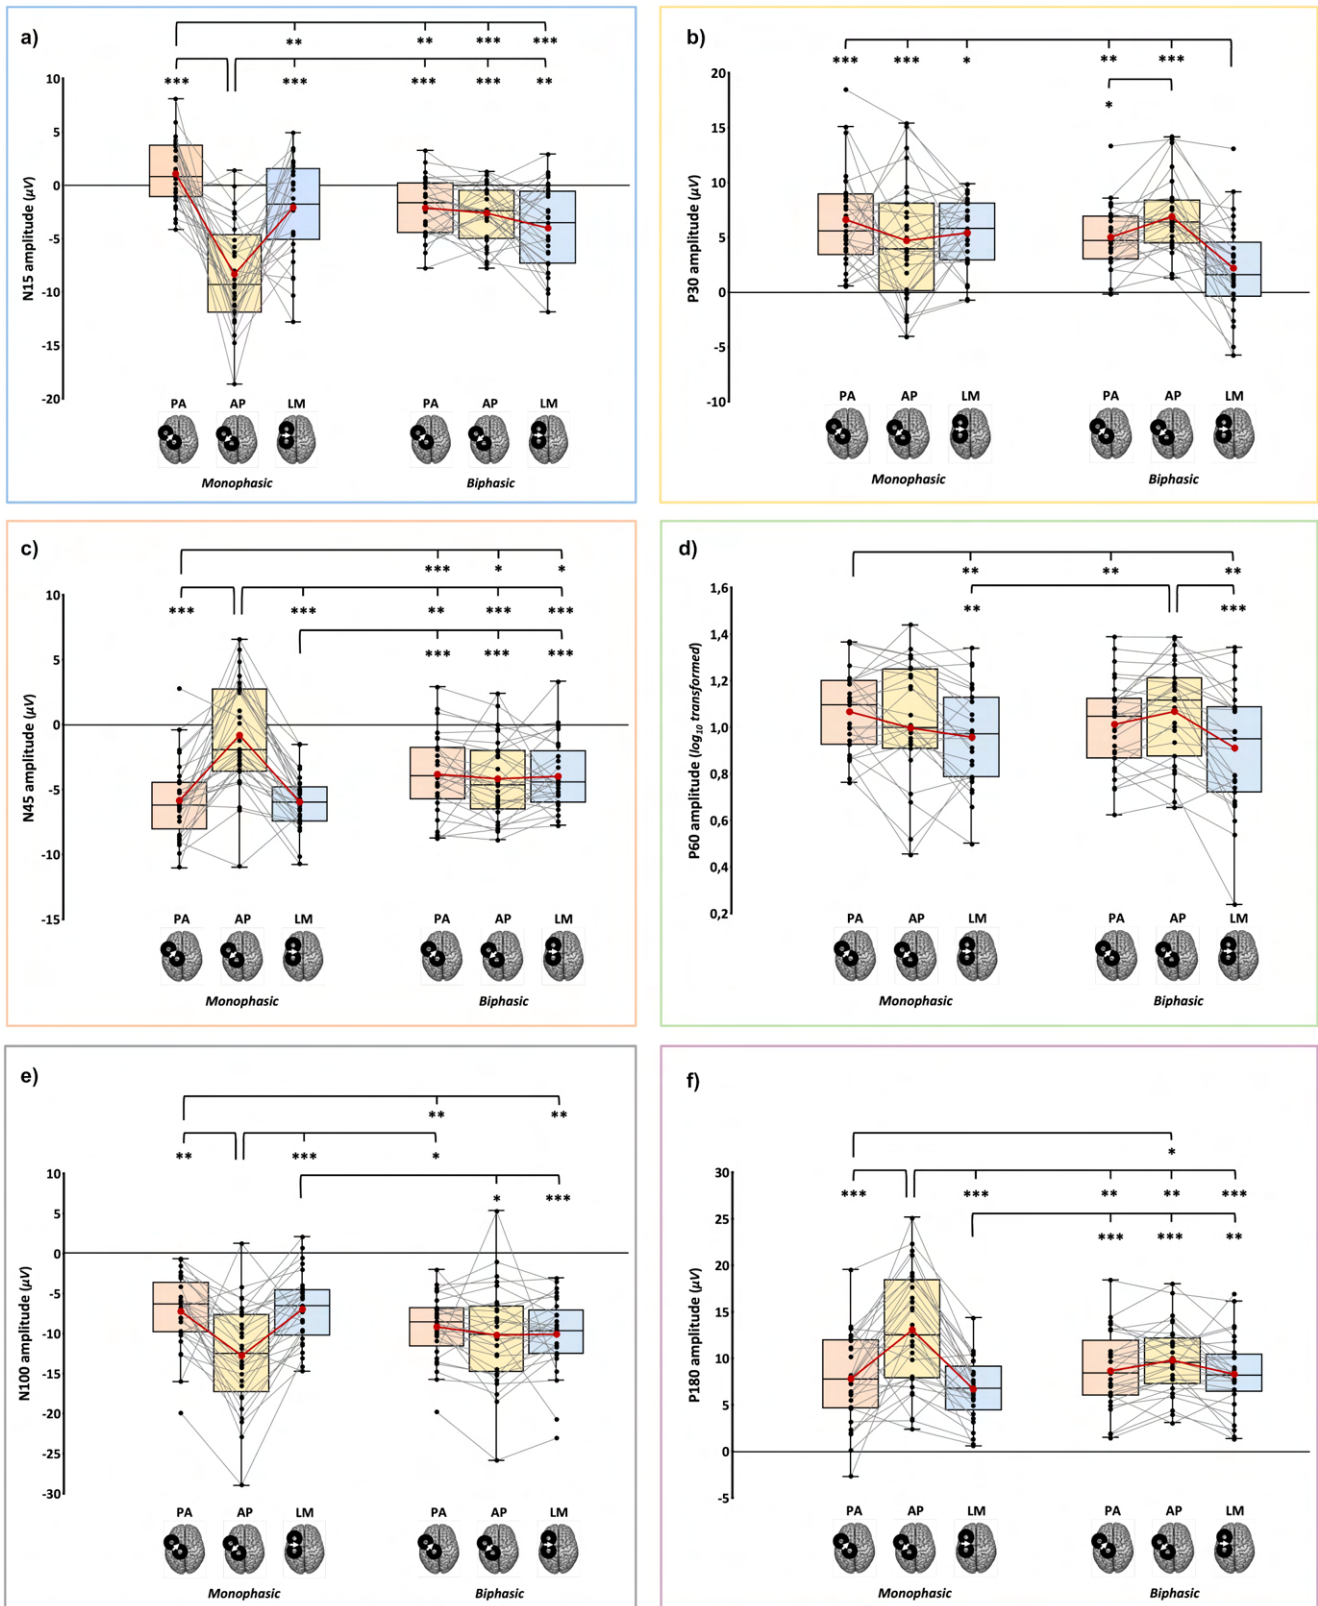 a)
** ** *** ***
*** *** *** *** **
N15 amplitude (µV)
10
5
0
-5
-10
-15
-20
PA AP LM PA AP LM
Monophasic Biphasic
b)
*** *** * ** ***
*
P30 amplitude (µV)
20
15
10
5
0
-5
-10
PA AP LM PA AP LM
Monophasic Biphasic
c)
*** * *
*** *** ** *** ***
*** *** ***
N45 amplitude (µV)
10
5
0
-5
-10
-15
PA AP LM PA AP LM
Monophasic Biphasic
d)
** ** **
** ***
P60 amplitude (log10 transformed)
1,6
1,4
1,2
1,0
0,8
0,6
0,4
0,2
PA AP LM PA AP LM
Monophasic Biphasic
e)
** **
** *** *
* ***
N100 amplitude (µV)
10
5
0
-5
-10
-15
-20
-25
-30
PA AP LM PA AP LM
Monophasic Biphasic
f)
*
*** *** ** ** ***
*** *** **
P180 amplitude (µV)
30
25
20
15
10
5
0
-5
PA AP LM PA AP LM
Monophasic Biphasic